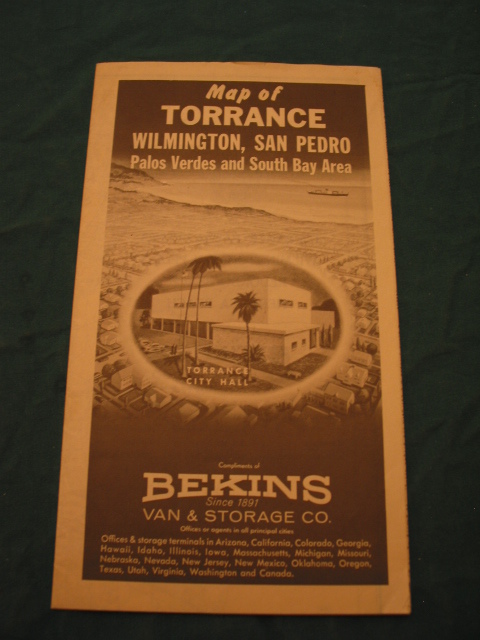 Map of
TORRANCE
WILMINGTON, SAN PEDRO
Palos Verdes and South Bay Area
TORRANCE
CITY HALL
Compliments of
BEKINS
Since 1891
VAN & STORAGE CO.
Offices or agents in all principal cities
Offices & storage terminals in Arizona, California, Colorado, Georgia,
Hawaii, Idaho, Illinois, Iowa, Massachusetts, Michigan, Missouri,
Nebraska, Nevada, New Jersey, New Mexico, Oklahoma, Oregon,
Texas, Utah, Virginia, Washington and Canada.